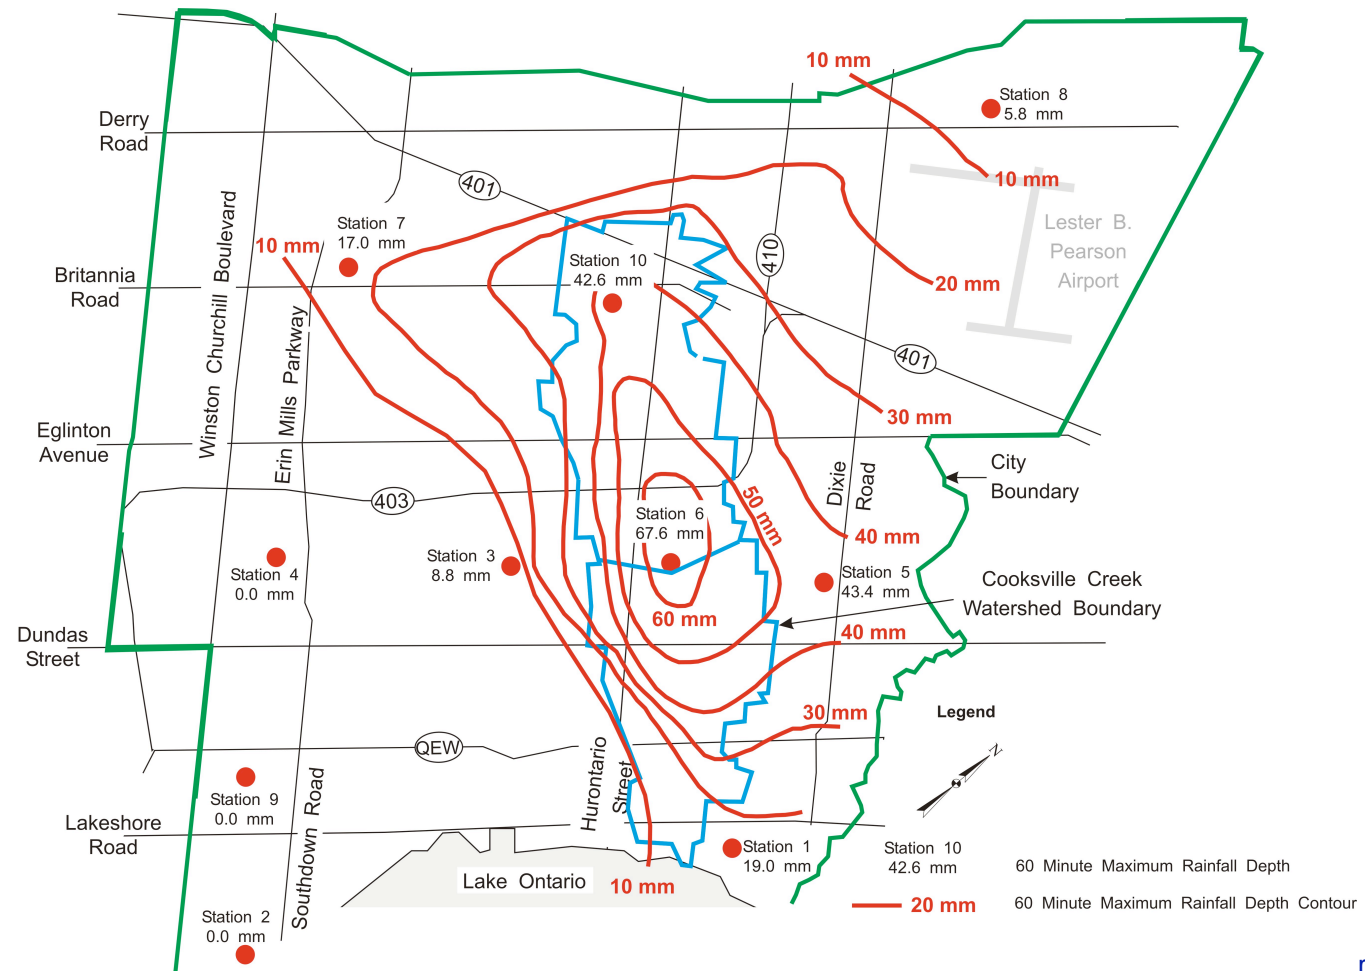 10 mm
Station 8
5.8 mm
Derry
Road
10 mm
401
Station 7
17.0 mm
10 mm
Lester B.
Pearson
Airport
410
Station 10
42.6 mm
Britannia
Road
20 mm
Winston Churchill Boulevard
Erin Mills Parkway
401
30 mm
Eglinton
Avenue
City
Boundary
Dixie
Road
403
50 mm
Station 6
67.6 mm
40 mm
Station 3
8.8 mm
Station 4
0.0 mm
Station 5
43.4 mm
Cooksville Creek
Watershed Boundary
60 mm
40 mm
Dundas
Street
30 mm
Legend
QEW
N
Hurontario
Street
Southdown Road
Station 9
0.0 mm
Lakeshore
Road
Station 1
19.0 mm
Station 10
42.6 mm
60 Minute Maximum Rainfall Depth
Lake Ontario
10 mm
20 mm
60 Minute Maximum Rainfall Depth Contour
Station 2
0.0 mm